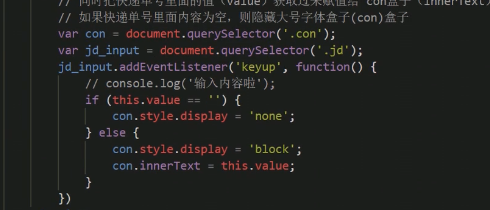 // 同时把快递单号里面的值（value）获取过来赋值给 con盒子（innerText）
// 如果快递单号里面内容为空，则隐藏大号字体盒子(con)盒子
var con = document.querySelector('.con');
var jd_input = document.querySelector('.jd');
jd_input.addEventListener('keyup', function() {
// console.log('输入内容啦');
if (this.value == '') {
con.style.display = 'none';
} else {
con.style.display = 'block';
con.innerText = this.value;
}
})